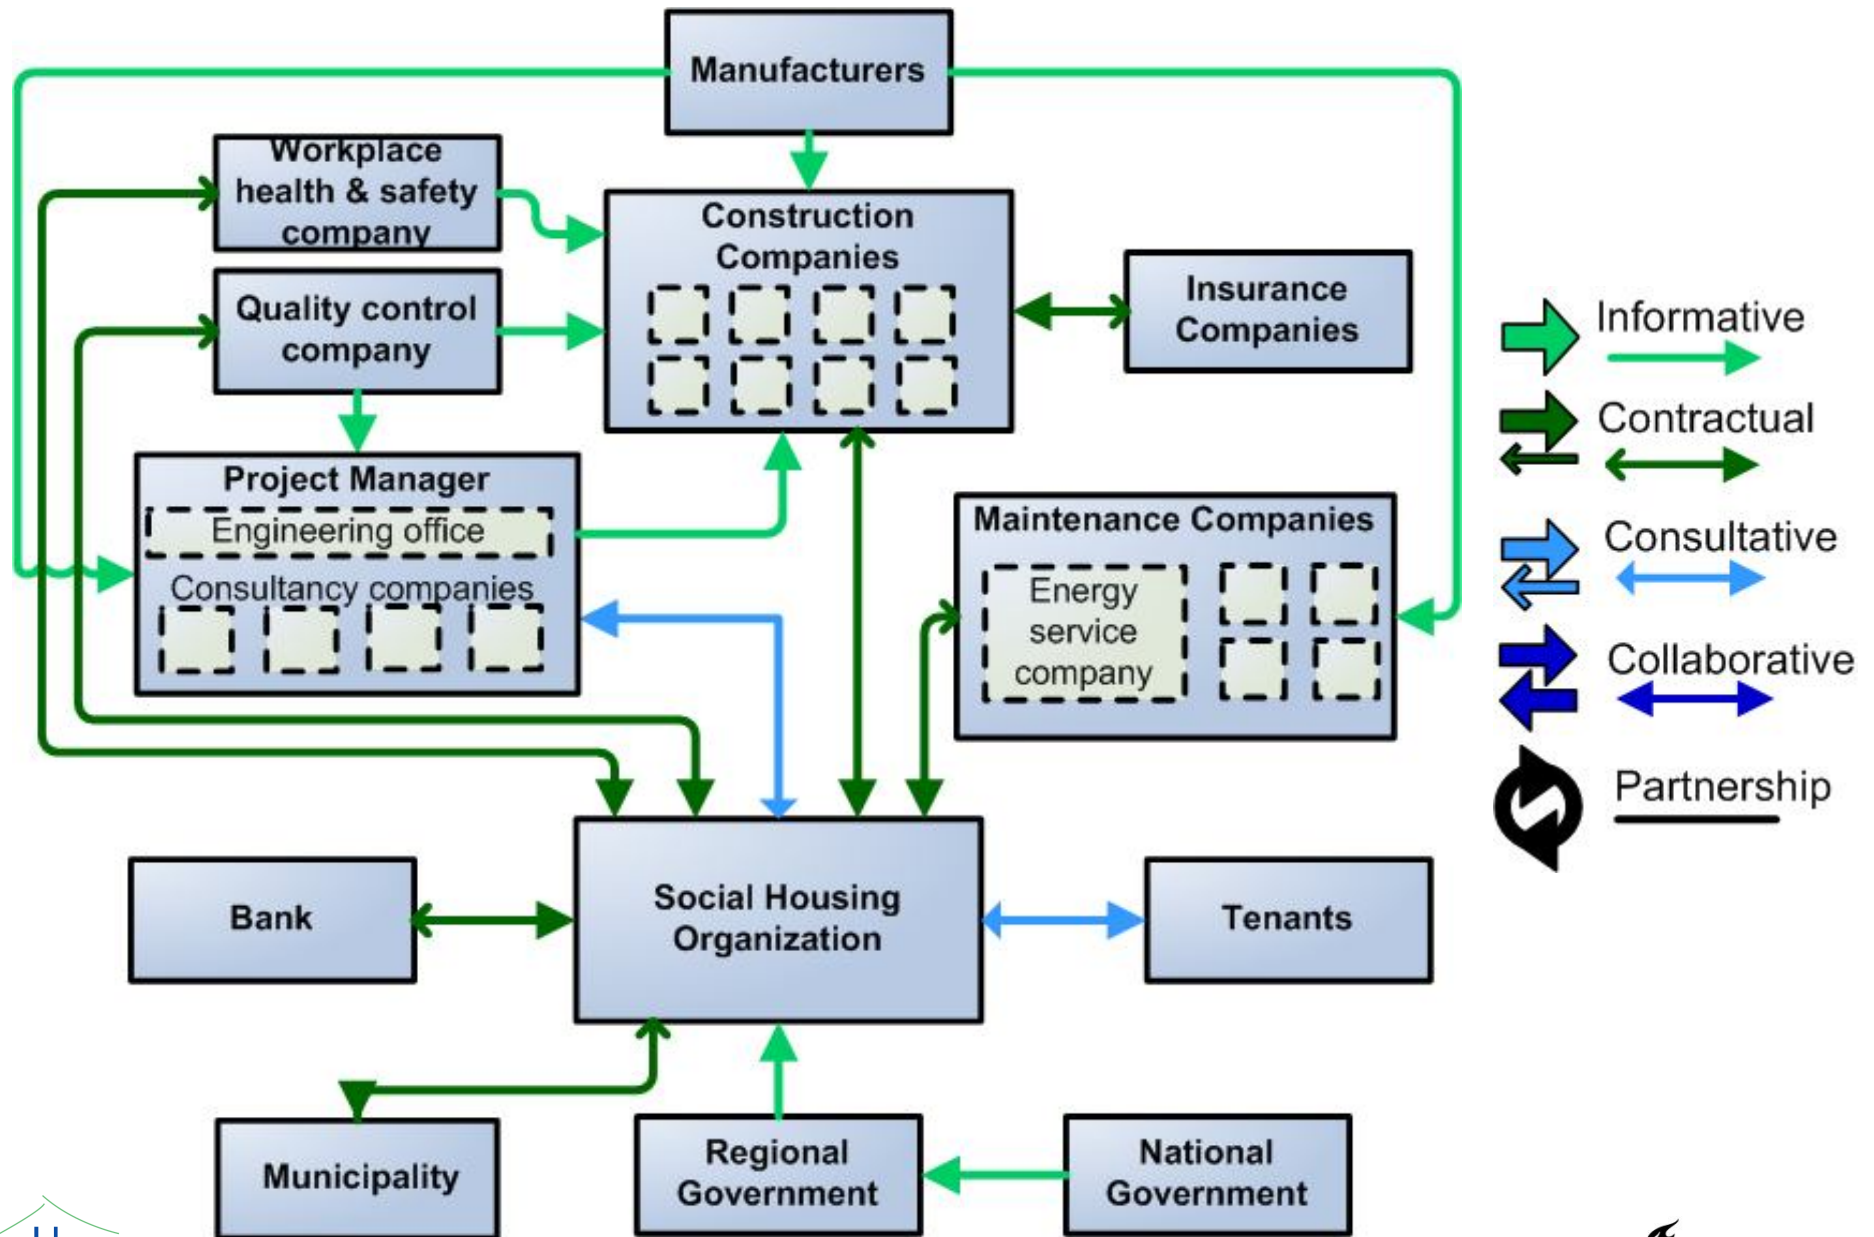 Manufacturers
Workplace
health & safety
company
Construction
Companies
Quality control
company
Insurance
Companies
Informative
Contractual
Consultative
Collaborative
Partnership
Project Manager
Engineering office
Consultancy companies
Maintenance Companies
Energy
service
company
Social Housing
Organization
Bank
Tenants
Municipality
Regional
Government
National
Government